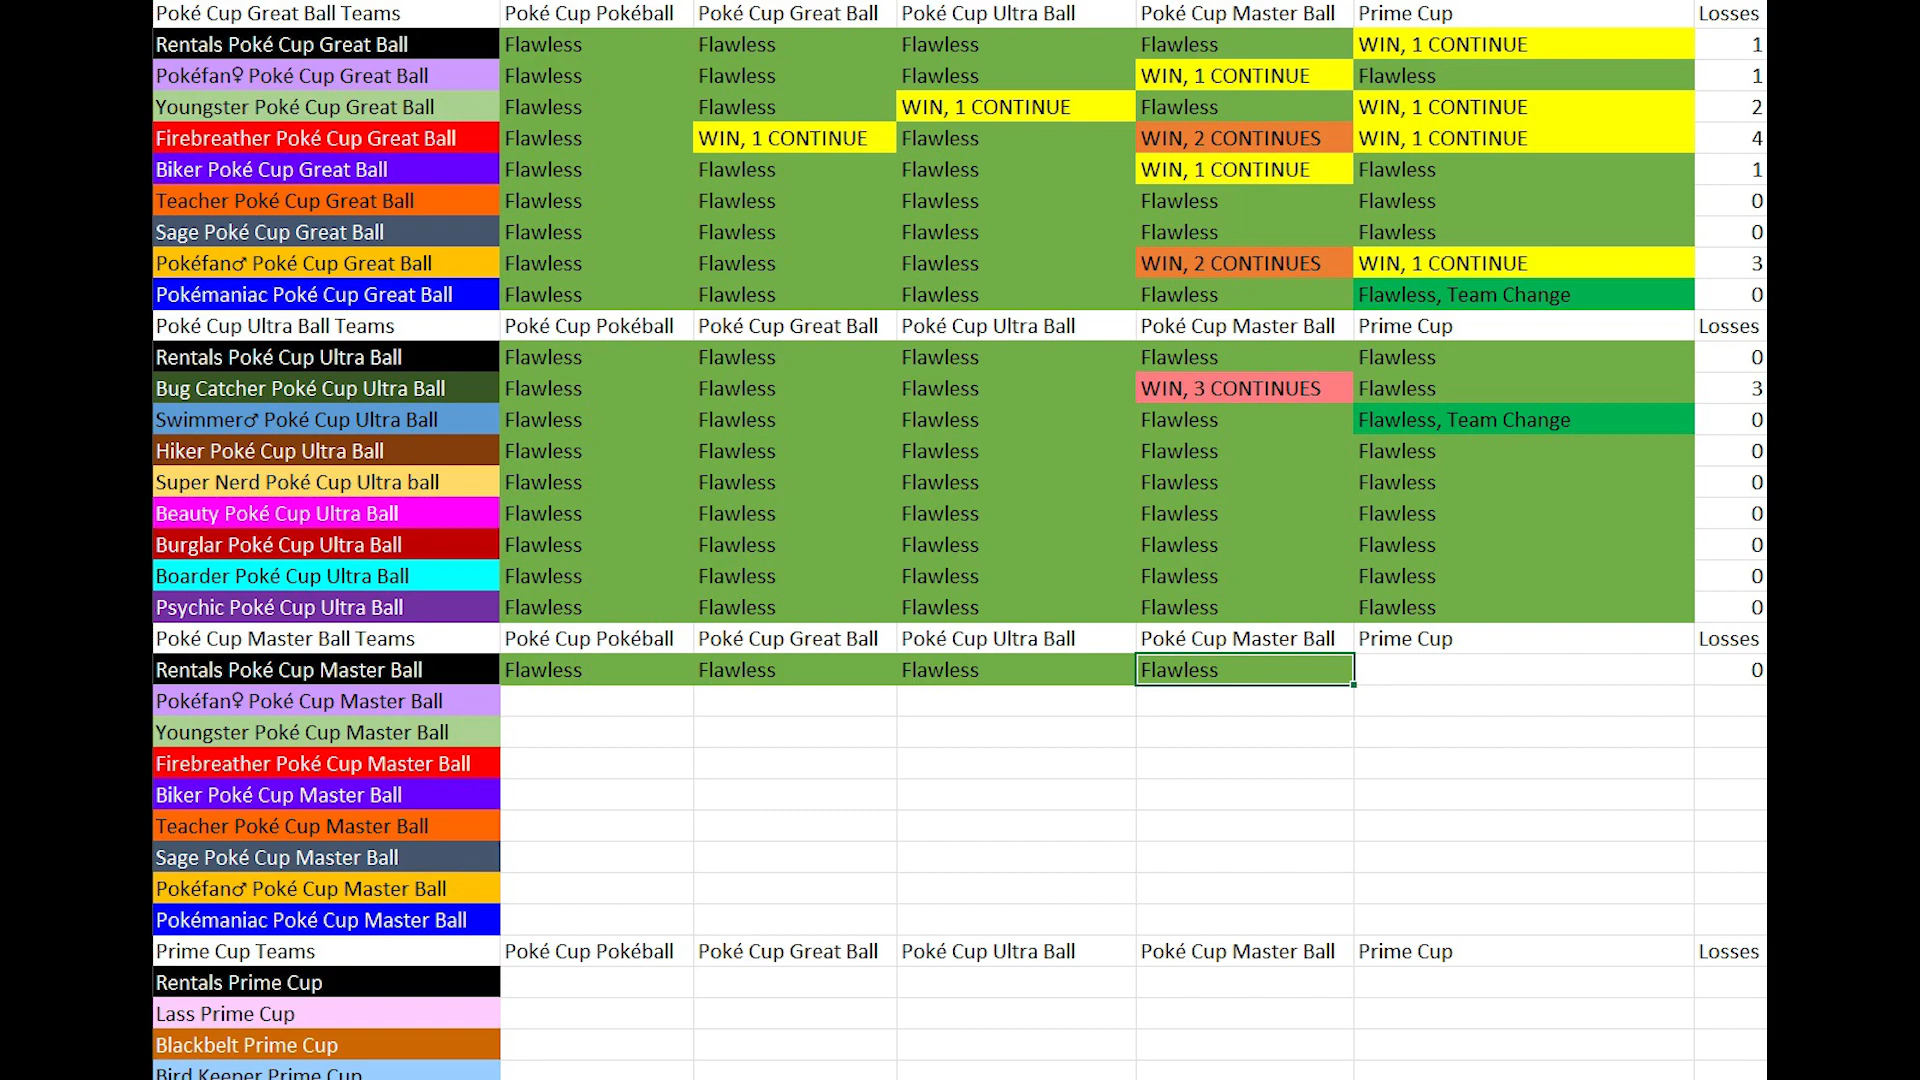 Poké Cup Great Ball Teams Poké Cup Pokéball Poké Cup Great Ball Poké Cup Ultra Ball Poké Cup Master Ball Prime Cup Losses
Rentals Poké Cup Great Ball Flawless Flawless Flawless Flawless WIN, 1 CONTINUE 1
Pokéfan♀ Poké Cup Great Ball Flawless Flawless Flawless WIN, 1 CONTINUE Flawless 1
Youngster Poké Cup Great Ball Flawless Flawless WIN, 1 CONTINUE Flawless WIN, 1 CONTINUE 2
Firebreather Poké Cup Great Ball Flawless WIN, 1 CONTINUE Flawless WIN, 2 CONTINUES WIN, 1 CONTINUE 4
Biker Poké Cup Great Ball Flawless Flawless Flawless WIN, 1 CONTINUE Flawless 1
Teacher Poké Cup Great Ball Flawless Flawless Flawless Flawless Flawless 0
Sage Poké Cup Great Ball Flawless Flawless Flawless Flawless Flawless 0
Pokéfan♂ Poké Cup Great Ball Flawless Flawless Flawless WIN, 2 CONTINUES WIN, 1 CONTINUE 3
Pokémaniac Poké Cup Great Ball Flawless Flawless Flawless Flawless Flawless, Team Change 0
Poké Cup Ultra Ball Teams Poké Cup Pokéball Poké Cup Great Ball Poké Cup Ultra Ball Poké Cup Master Ball Prime Cup Losses
Rentals Poké Cup Ultra Ball Flawless Flawless Flawless Flawless Flawless 0
Bug Catcher Poké Cup Ultra Ball Flawless Flawless Flawless WIN, 3 CONTINUES Flawless 3
Swimmer♂ Poké Cup Ultra Ball Flawless Flawless Flawless Flawless Flawless, Team Change 0
Hiker Poké Cup Ultra Ball Flawless Flawless Flawless Flawless Flawless 0
Super Nerd Poké Cup Ultra ball Flawless Flawless Flawless Flawless Flawless 0
Beauty Poké Cup Ultra Ball Flawless Flawless Flawless Flawless Flawless 0
Burglar Poké Cup Ultra Ball Flawless Flawless Flawless Flawless Flawless 0
Boarder Poké Cup Ultra Ball Flawless Flawless Flawless Flawless Flawless 0
Psychic Poké Cup Ultra Ball Flawless Flawless Flawless Flawless Flawless 0
Poké Cup Master Ball Teams Poké Cup Pokéball Poké Cup Great Ball Poké Cup Ultra Ball Poké Cup Master Ball Prime Cup Losses
Rentals Poké Cup Master Ball Flawless Flawless Flawless Flawless 0
Pokéfan♀ Poké Cup Master Ball
Youngster Poké Cup Master Ball
Firebreather Poké Cup Master Ball
Biker Poké Cup Master Ball
Teacher Poké Cup Master Ball
Sage Poké Cup Master Ball
Pokéfan♂ Poké Cup Master Ball
Pokémaniac Poké Cup Master Ball
Prime Cup Teams Poké Cup Pokéball Poké Cup Great Ball Poké Cup Ultra Ball Poké Cup Master Ball Prime Cup Losses
Rentals Prime Cup
Lass Prime Cup
Blackbelt Prime Cup
Bird Keeper Prime Cup